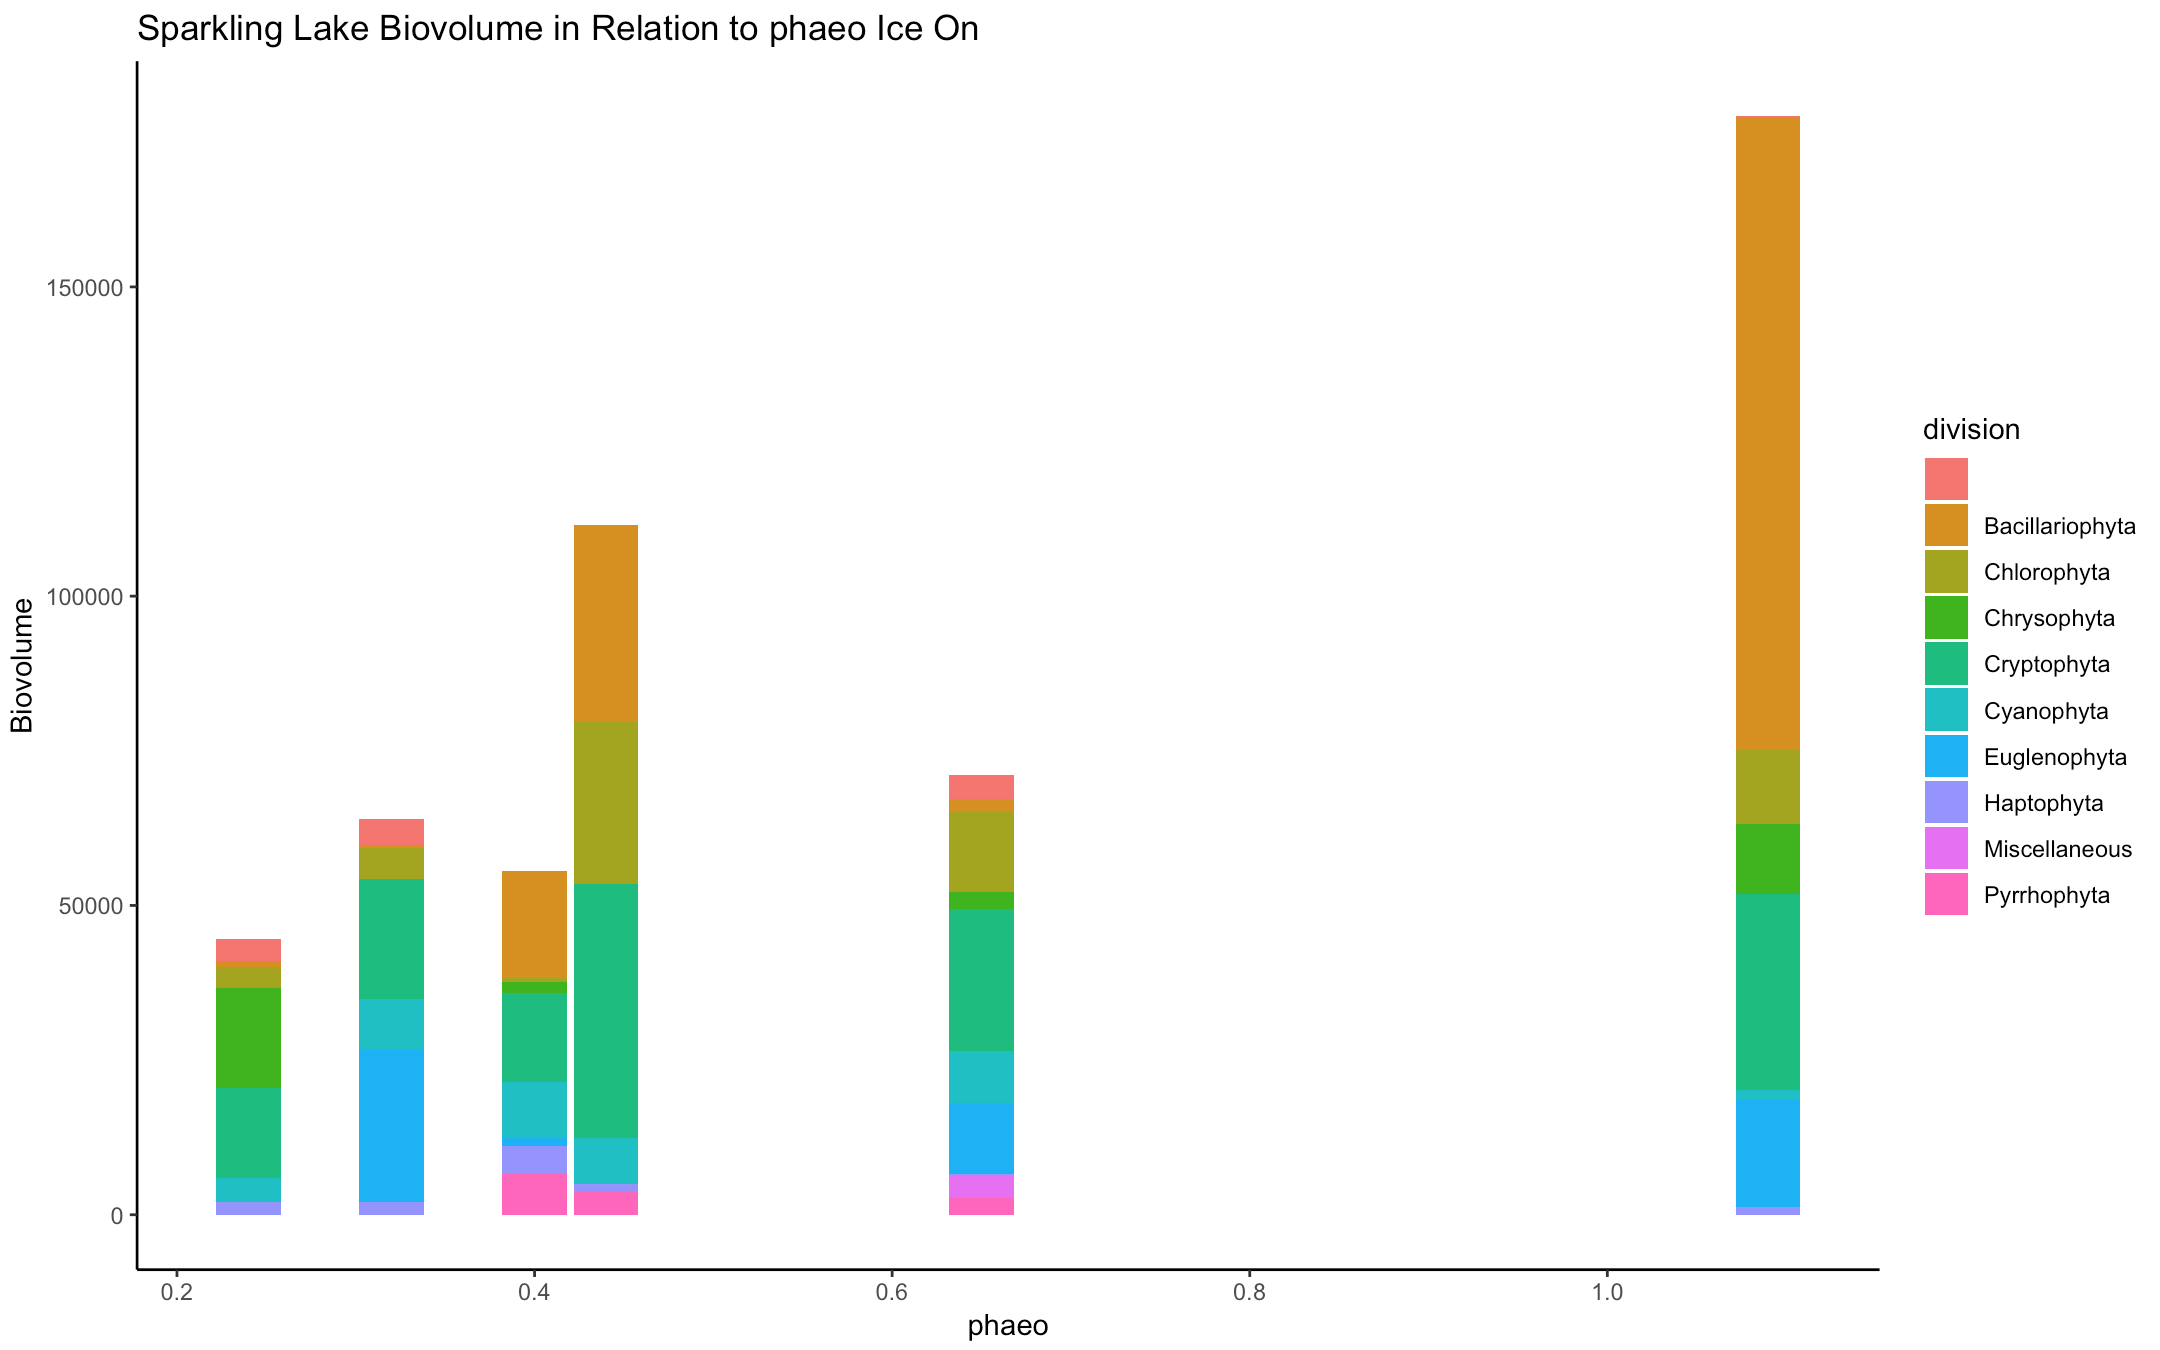 Sparkling Lake Biovolume in Relation to phaeo Ice On
150000
100000
50000
0
Biovolume
0.2 0.4 0.6 0.8 1.0
phaeo
division
Bacillariophyta
Chlorophyta
Chrysophyta
Cryptophyta
Cyanophyta
Euglenophyta
Haptophyta
Miscellaneous
Pyrrhophyta